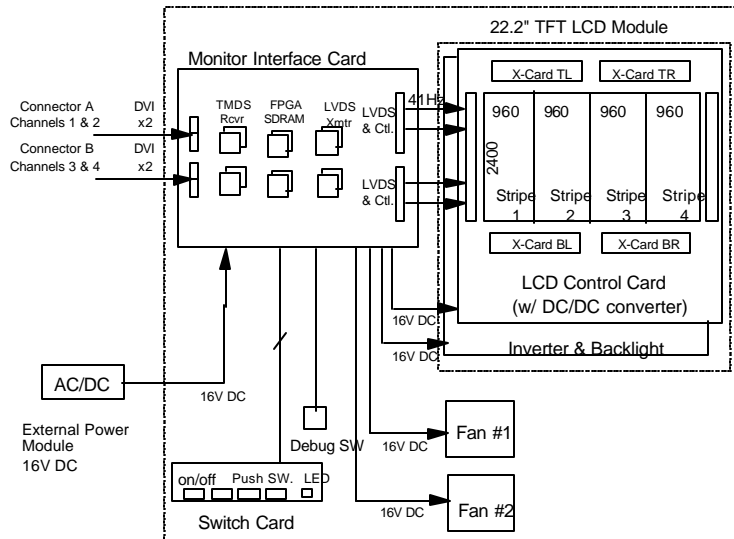 22.2" TFT LCD Module
Monitor Interface Card
X-Card TL
X-Card TR
Connector A
Channels 1 & 2
DVI
x2
Connector B
Channels 3 & 4
DVI
x2
TMDS
Rcvr
FPGA
SDRAM
LVDS
Xmtr
LVDS
& Ctl.
41Hz
LVDS
& Ctl.
960
960
960
960
2400
Stripe
1
Stripe
2
Stripe
3
Stripe
4
X-Card BL
X-Card BR
LCD Control Card
(w/ DC/DC converter)
16V DC
16V DC
Inverter & Backlight
AC/DC
16V DC
External Power
Module
16V DC
Debug SW
16V DC
Fan #1
on/off
Push SW.
LED
Switch Card
16V DC
Fan #2